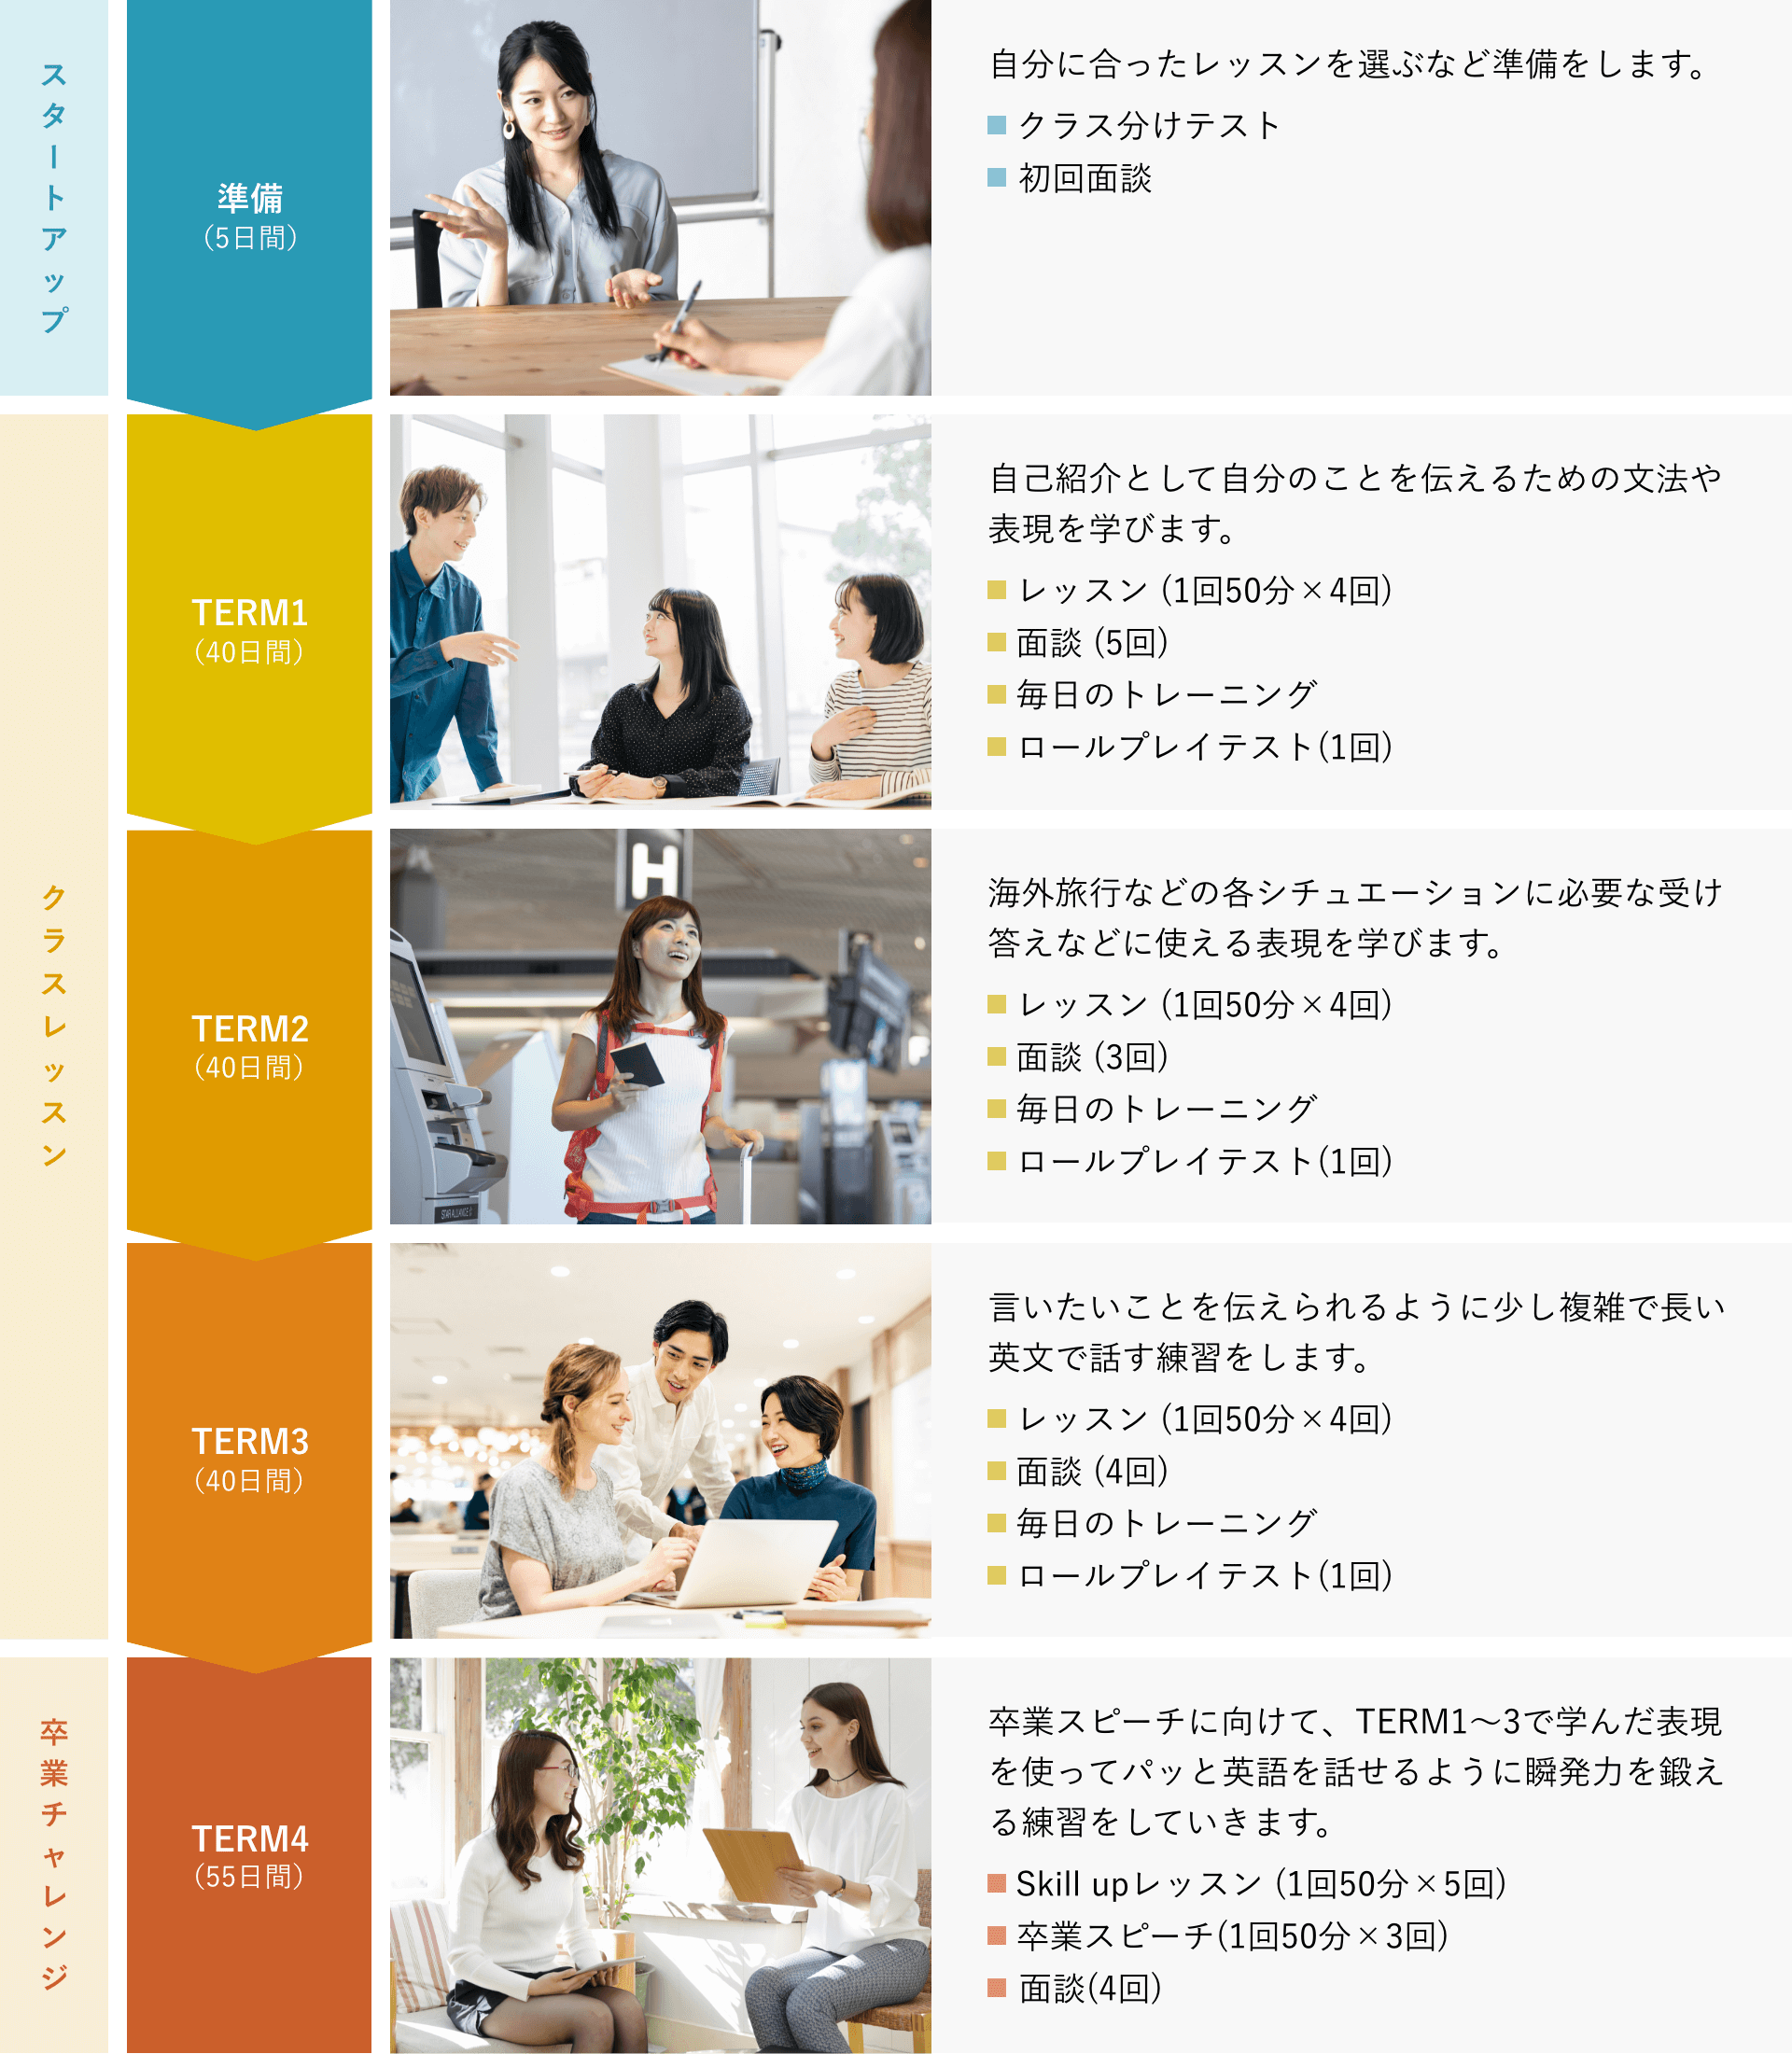 スタートアップ
準備
（5日間）
自分に合ったレッスンを選ぶなど準備をします。
クラス分けテスト
初回面談
クラスレッスン
TERM1
（40日間）
自己紹介として自分のことを伝えるための文法や
表現を学びます。
レッスン (1回50分×4回)
面談 (5回)
毎日のトレーニング
ロールプレイテスト(1回)
TERM2
（40日間）
H
STAR ALLIANCE
海外旅行などの各シチュエーションに必要な受け
答えなどに使える表現を学びます。
レッスン (1回50分×4回)
面談 (3回)
毎日のトレーニング
ロールプレイテスト(1回)
TERM3
（40日間）
言いたいことを伝えられるように少し複雑で長い
英文で話す練習をします。
レッスン (1回50分×4回)
面談 (4回)
毎日のトレーニング
ロールプレイテスト(1回)
卒業チャレンジ
TERM4
（55日間）
卒業スピーチに向けて、TERM1〜3で学んだ表現
を使ってパッと英語を話せるように瞬発力を鍛え
る練習をしていきます。
Skill upレッスン (1回50分×5回)
卒業スピーチ(1回50分×3回)
面談(4回)